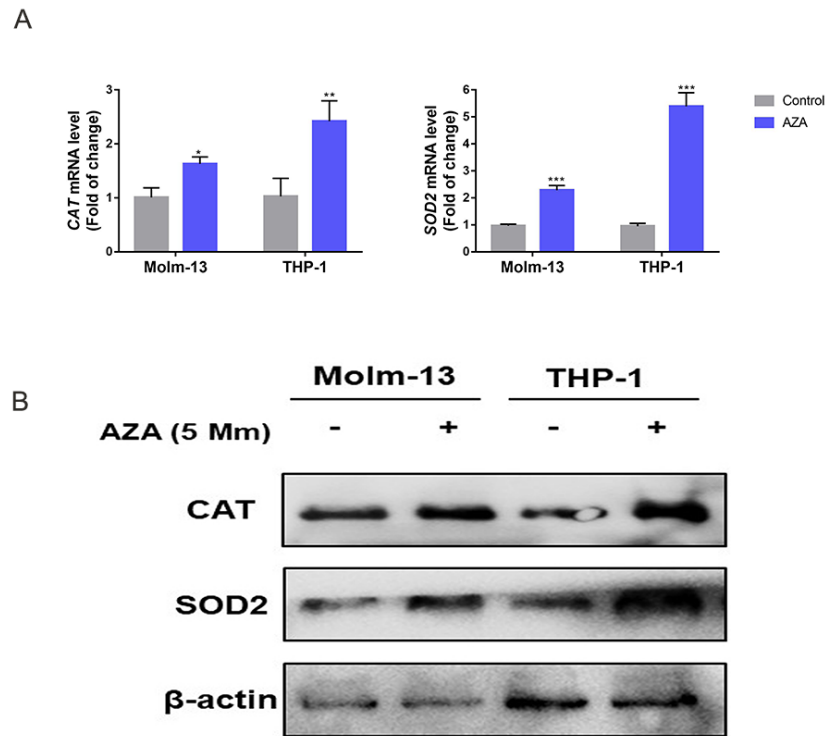 A
CAT mRNA level
(Fold of change)
3
2
1
0
*
**
Molm-13
THP-1
SOD2 mRNA level
(Fold of change)
6
5
4
3
2
1
0
***
***
Molm-13
THP-1
Control
AZA
B
Molm-13
THP-1
AZA (5 Mm)
-
+
-
+
CAT
SOD2
β-actin